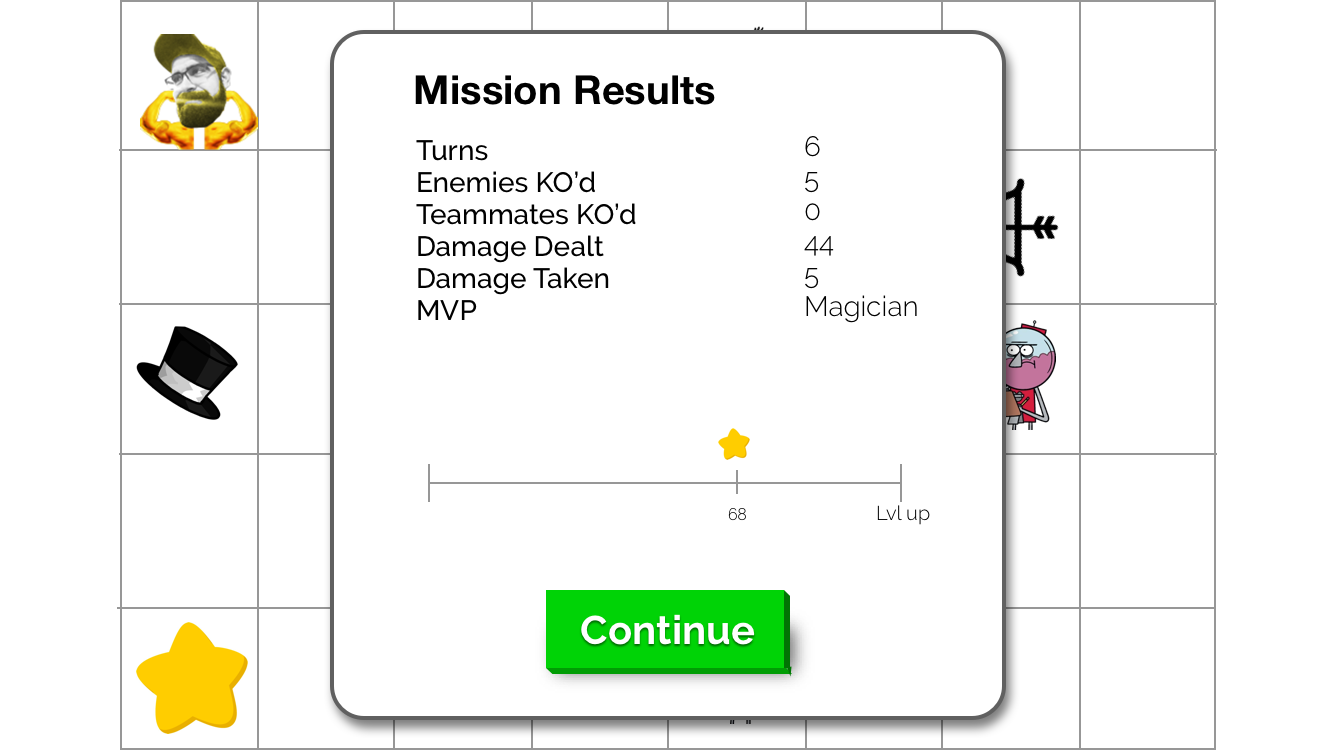 Mission Results
Turns 6
Enemies KO’d 5
Teammates KO’d 0
Damage Dealt 44
Damage Taken 5
MVP Magician
68 Lvl up
Continue